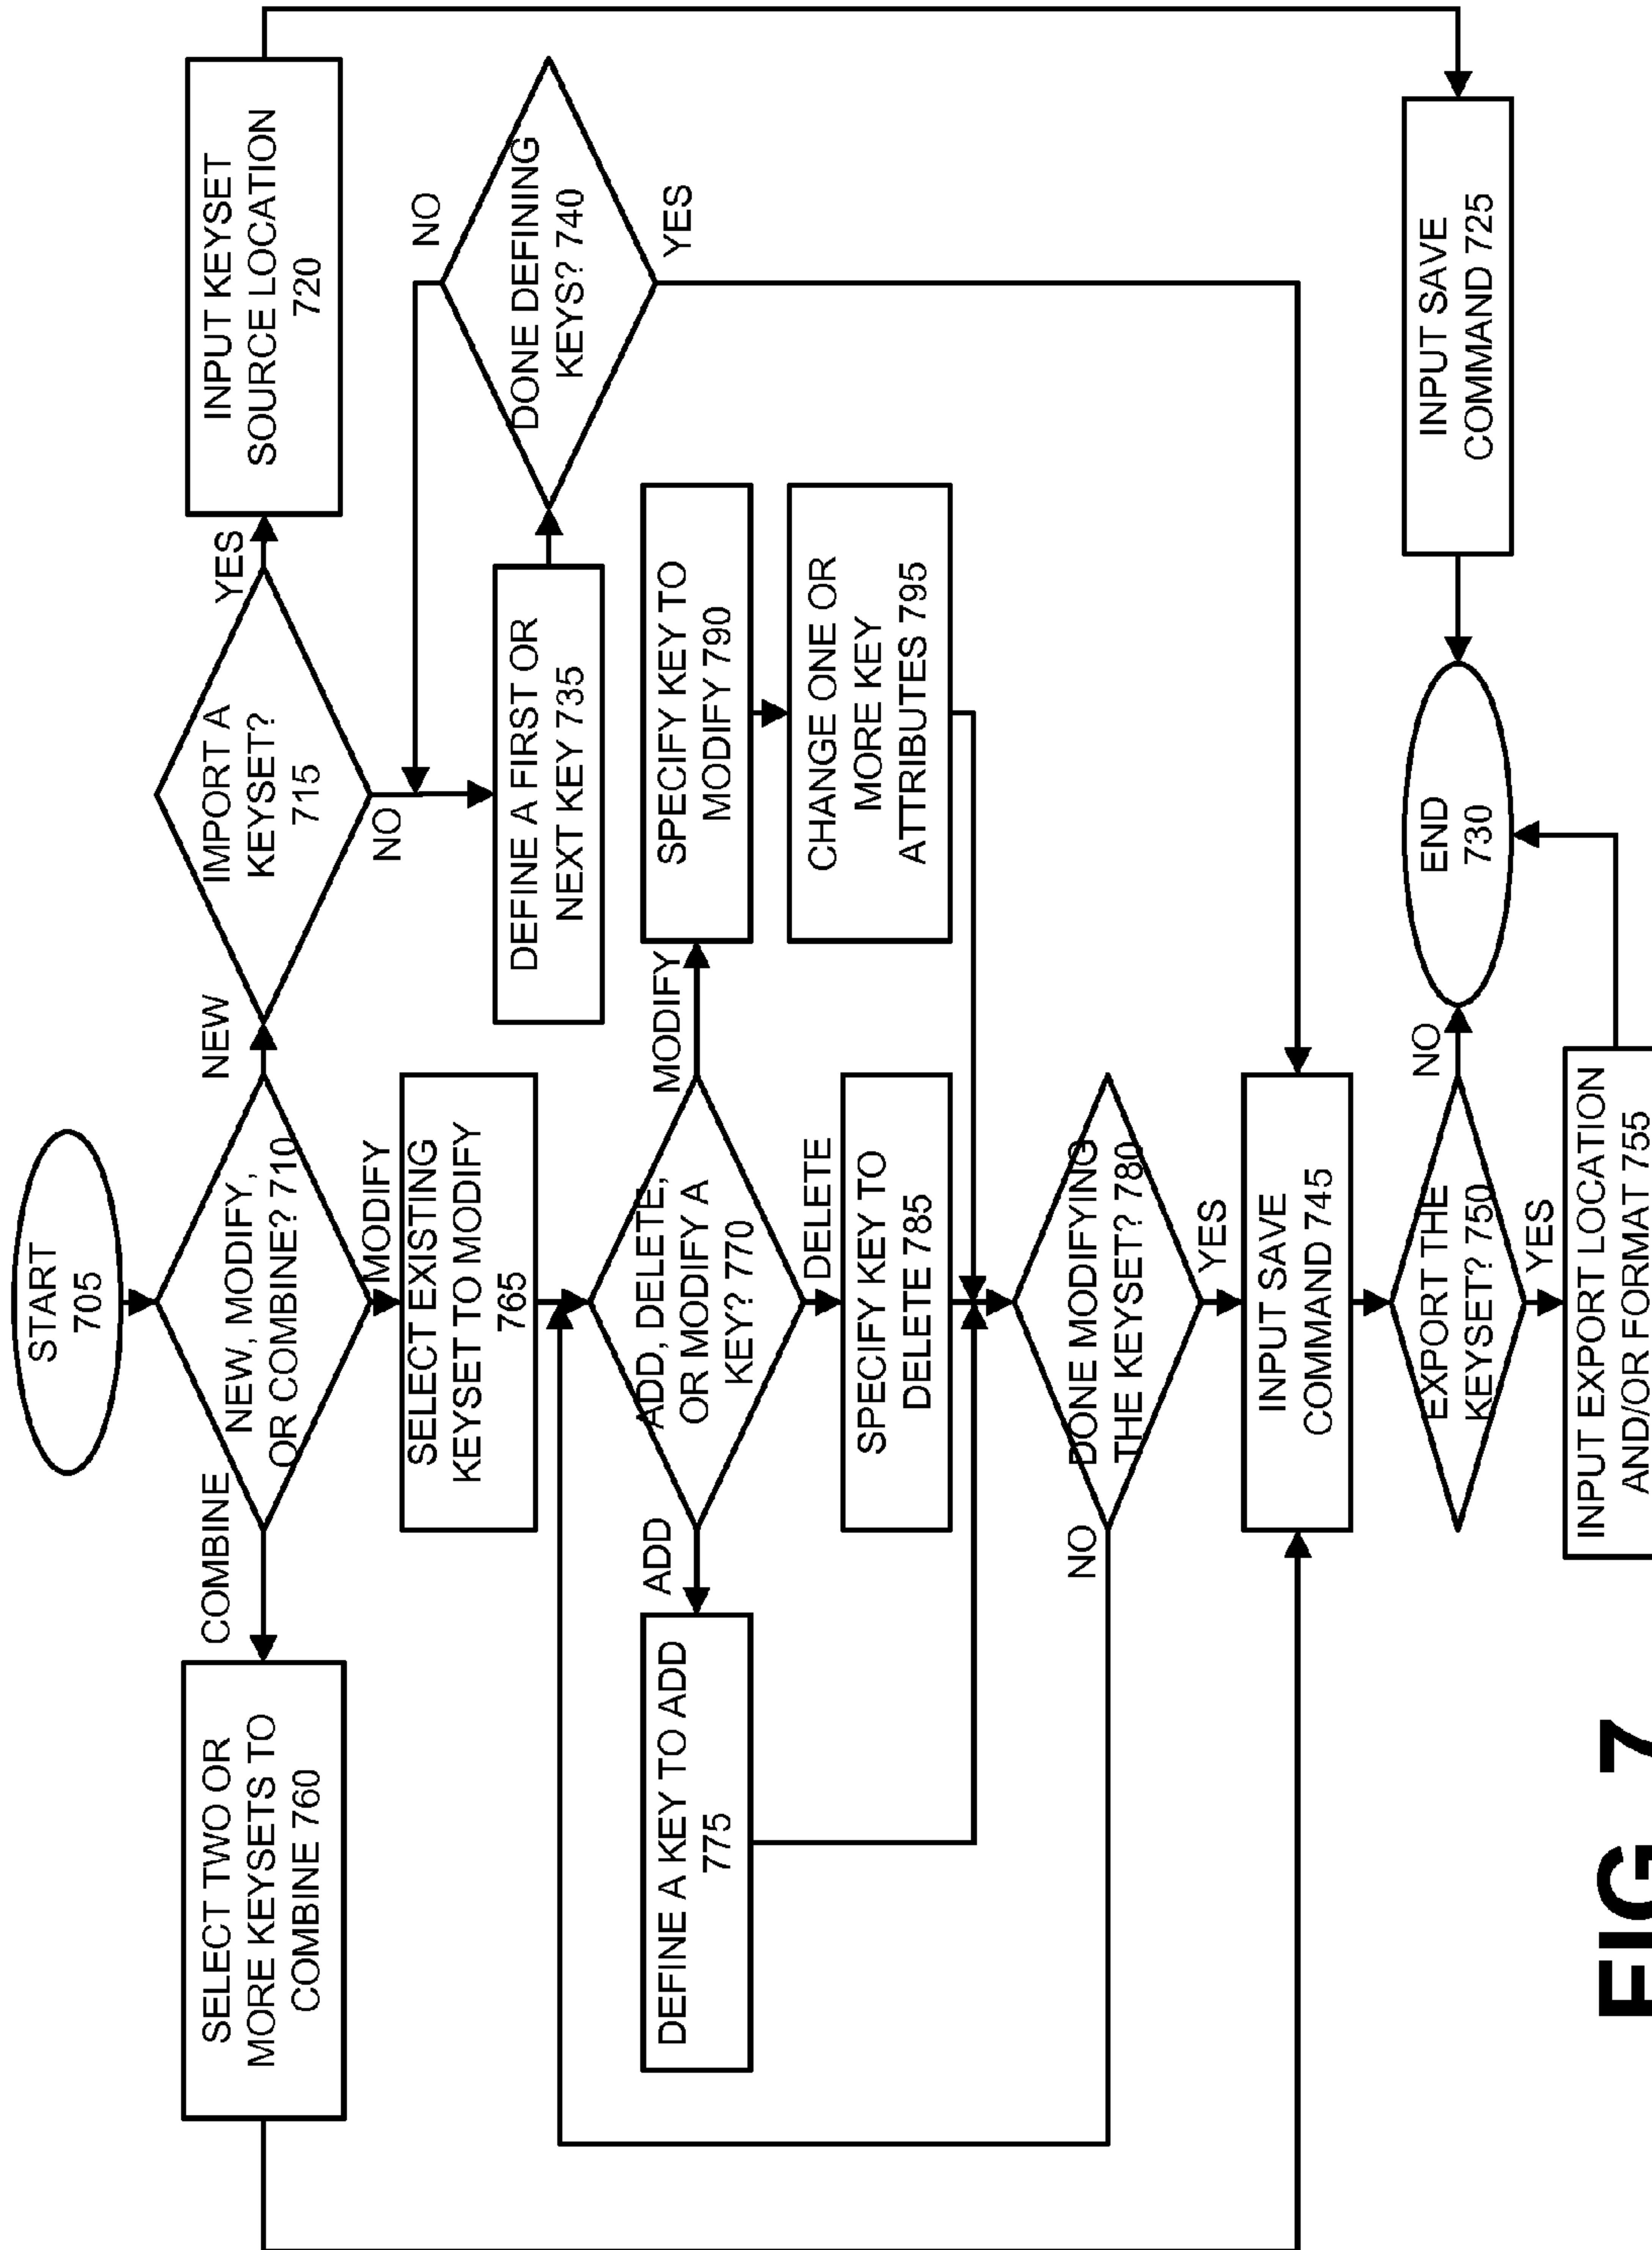 START
705
COMBINE
NEW, MODIFY,
OR COMBINE? 710
NEW
IMPORT A
KEYSET?
715
YES
INPUT KEYSET
SOURCE LOCATION
720
SELECT TWO OR
MORE KEYSETS TO
COMBINE 760
MODIFY
NO
SELECT EXISTING
KEYSET TO MODIFY
765
DEFINE A FIRST OR
NEXT KEY 735
NO
DONE DEFINING
KEYS? 740
YES
ADD
ADD, DELETE,
OR MODIFY A
KEY? 770
MODIFY
SPECIFY KEY TO
MODIFY 790
DEFINE A KEY TO ADD
775
DELETE
SPECIFY KEY TO
DELETE 785
CHANGE ONE OR
MORE KEY
ATTRIBUTES 795
NO
DONE MODIFYING
THE KEYSET? 780
YES
INPUT SAVE
COMMAND 745
EXPORT THE
KEYSET? 750
NO
END
730
INPUT SAVE
COMMAND 725
YES
INPUT EXPORT LOCATION
AND/OR FORMAT 755
FIG 7